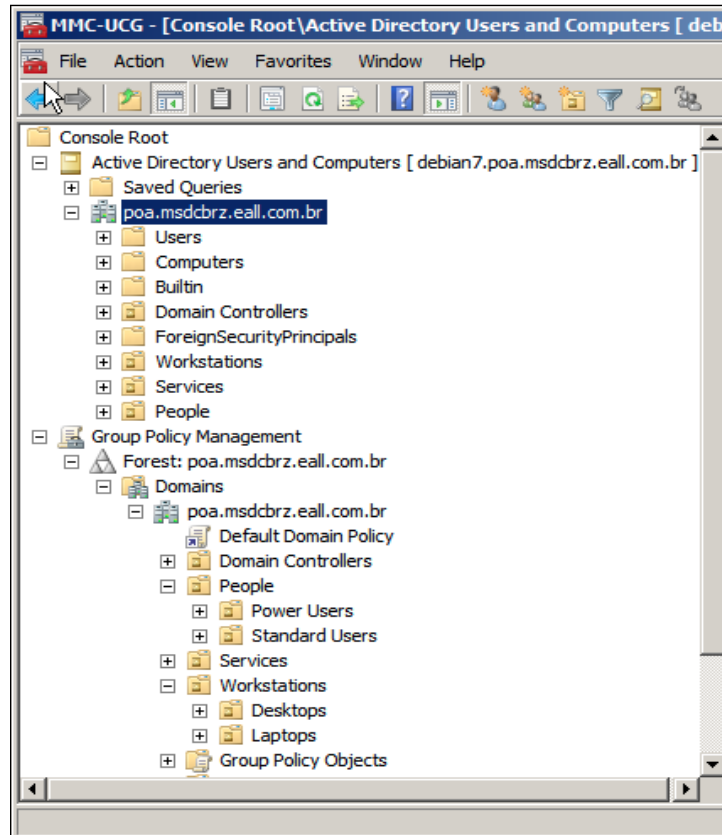 MMC-UCG - [Console Root\Active Directory Users and Computers [ deb
File Action View Favorites Window Help
Console Root
Active Directory Users and Computers [ debian7.poa.msdcbrz.eall.com.br ]
Saved Queries
poa.msdcbrz.eall.com.br
Users
Computers
Builtin
Domain Controllers
ForeignSecurityPrincipals
Workstations
Services
People
Group Policy Management
Forest: poa.msdcbrz.eall.com.br
Domains
poa.msdcbrz.eall.com.br
Default Domain Policy
Domain Controllers
People
Power Users
Standard Users
Services
Workstations
Desktops
Laptops
Group Policy Objects